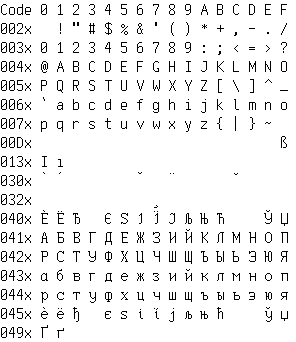 Code 0 1 2 3 4 5 6 7 8 9 A B C D E F
002x ! " # $ % & ' ( ) * + , - . /
003x 0 1 2 3 4 5 6 7 8 9 : ; < = > ?
004x @ A B C D E F G H I J K L M N O
005x P Q R S T U V W X Y Z [ \ ] ^ _
006x ` a b c d e f g h i j k l m n o
007x p q r s t u v w x y z { | } ~
00Dx ß
013x I ı
030x ` ´ ˘ ¨ ˇ
032x ¸
040x Ѐ Ё Ђ Є Ѕ І Ї Ј Љ Њ Ћ Ў Џ
041x А Б В Г Д Е Ж З И Й К Л М Н О П
042x Р С Т У Ф Х Ц Ч Ш Щ Ъ Ы Ь Э Ю Я
043x а б в г д е ж з и й к л м н о п
044x р с т у ф х ц ч ш щ ъ ы ь э ю я
045x ѐ ё ђ є ѕ і ї ј љ њ ћ ў џ
049x Ґ ґ